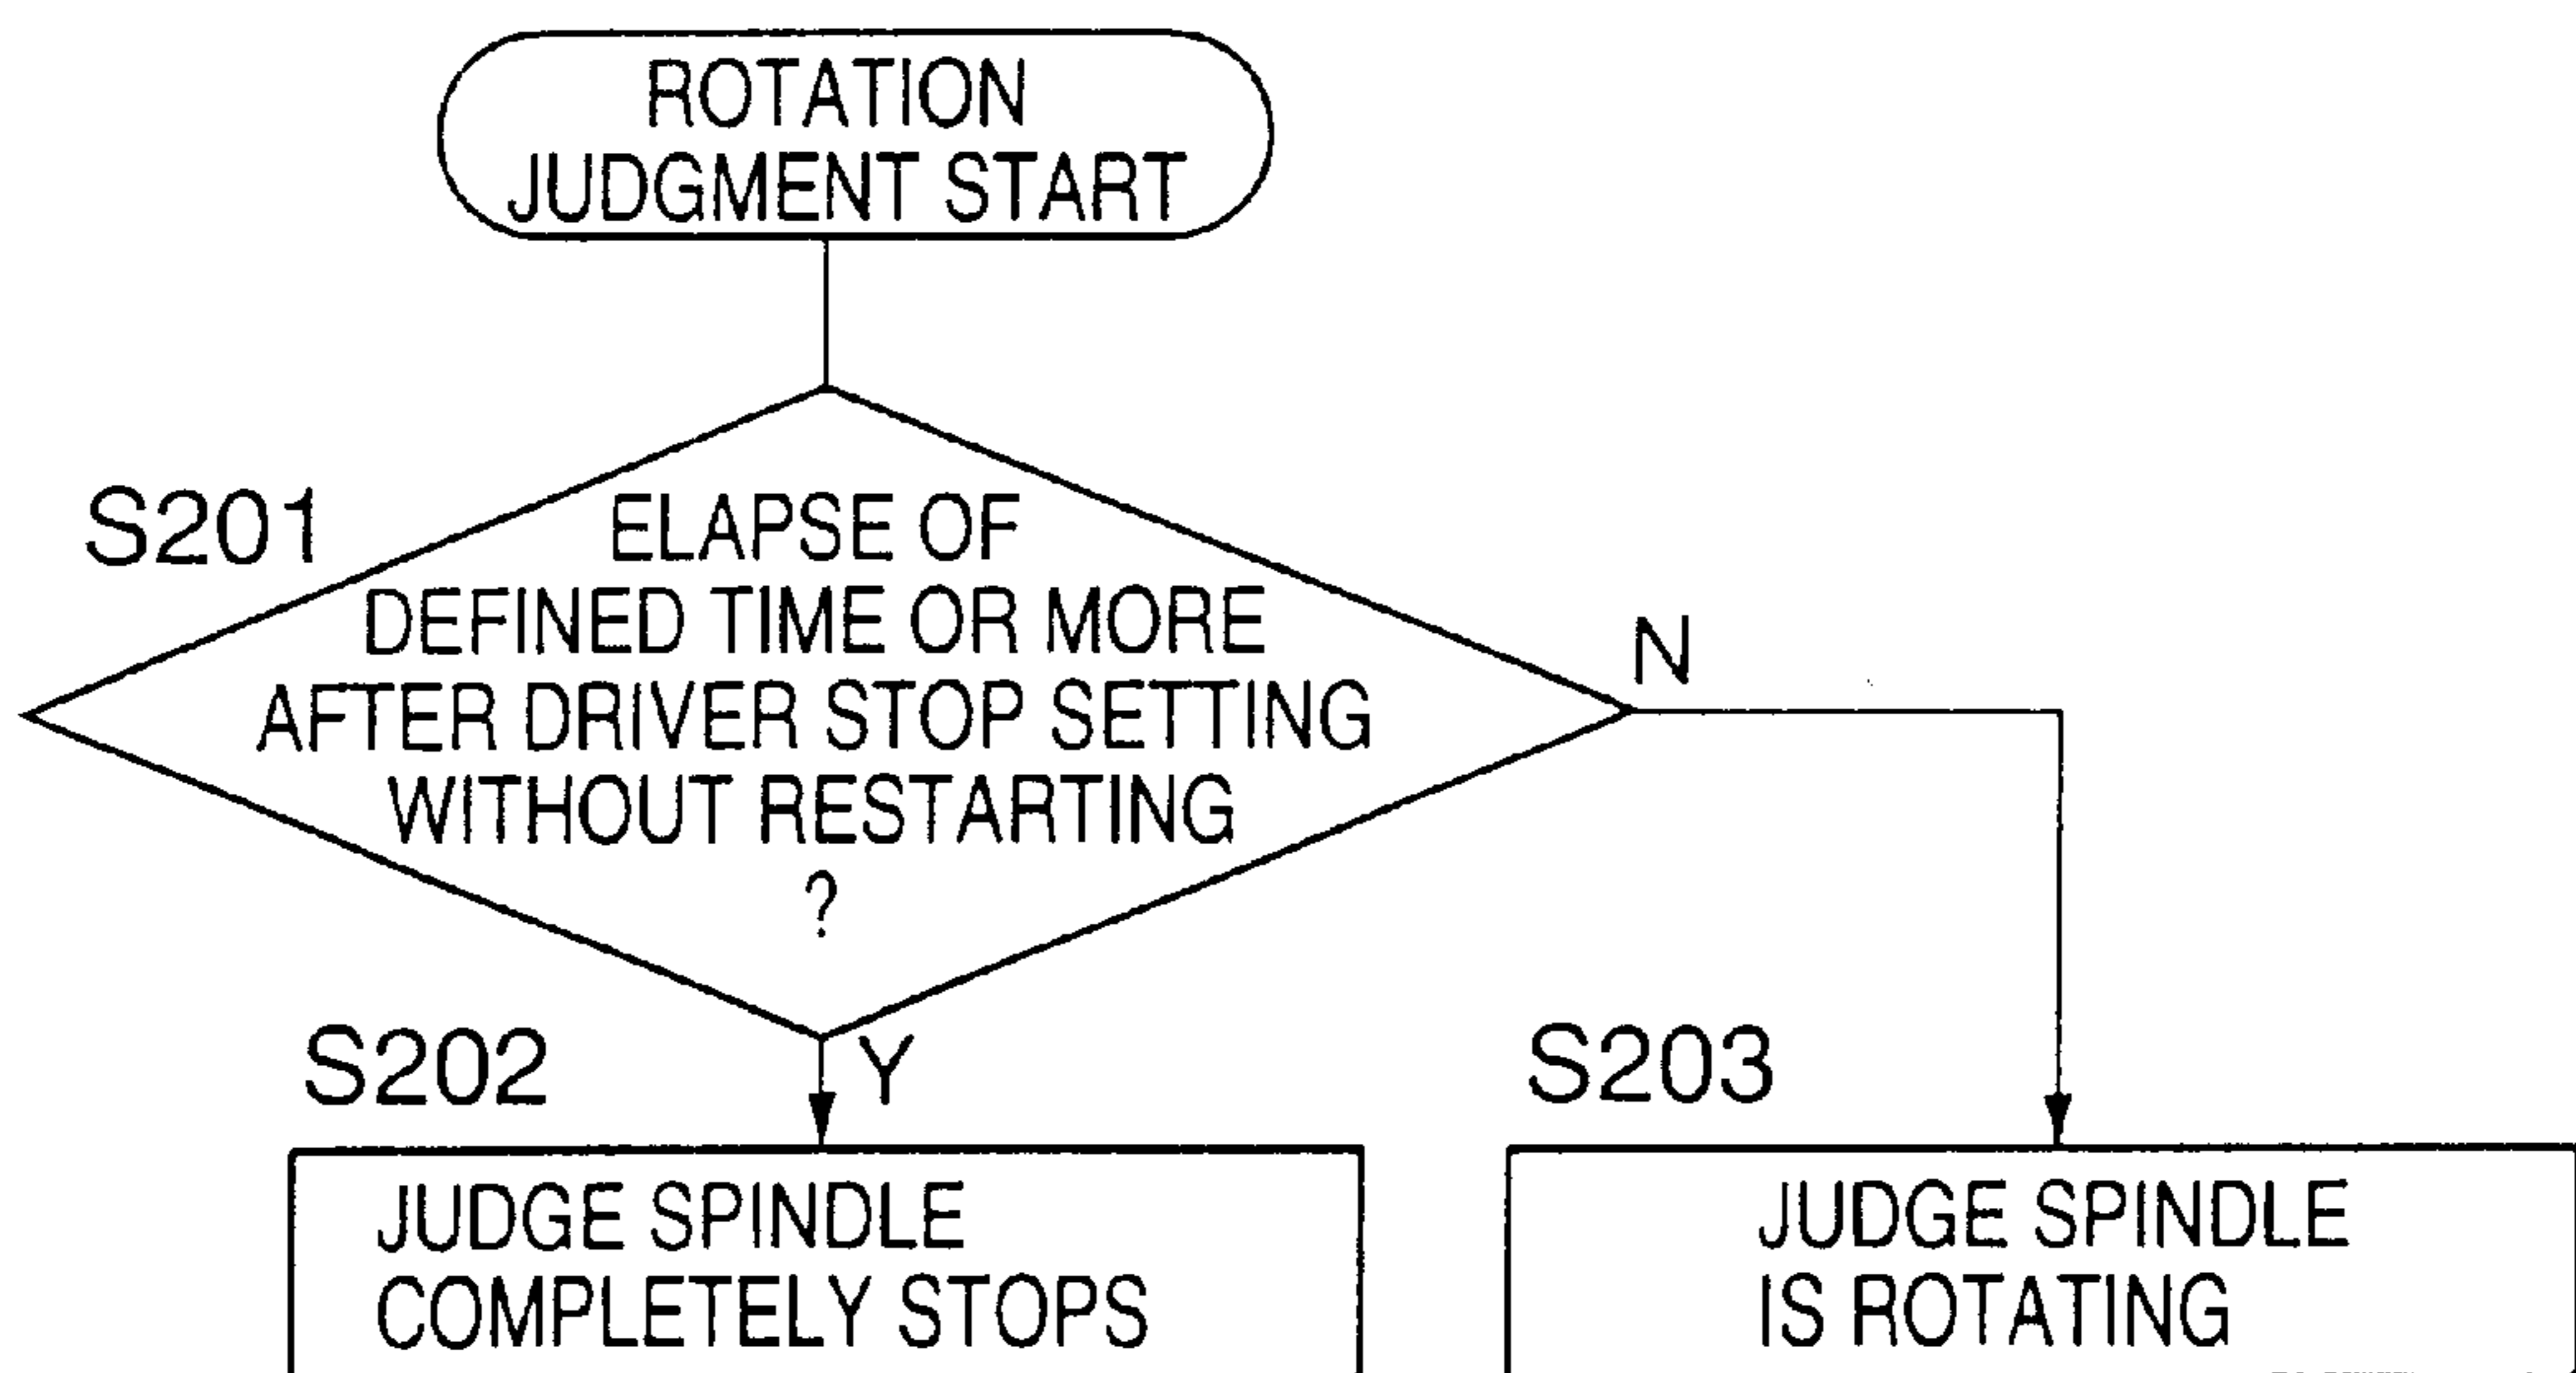 ROTATION
JUDGMENT START
S201
ELAPSE OF
DEFINED TIME OR MORE
AFTER DRIVER STOP SETTING
WITHOUT RESTARTING
?
N
Y
S202
JUDGE SPINDLE
COMPLETELY STOPS
S203
JUDGE SPINDLE
IS ROTATING